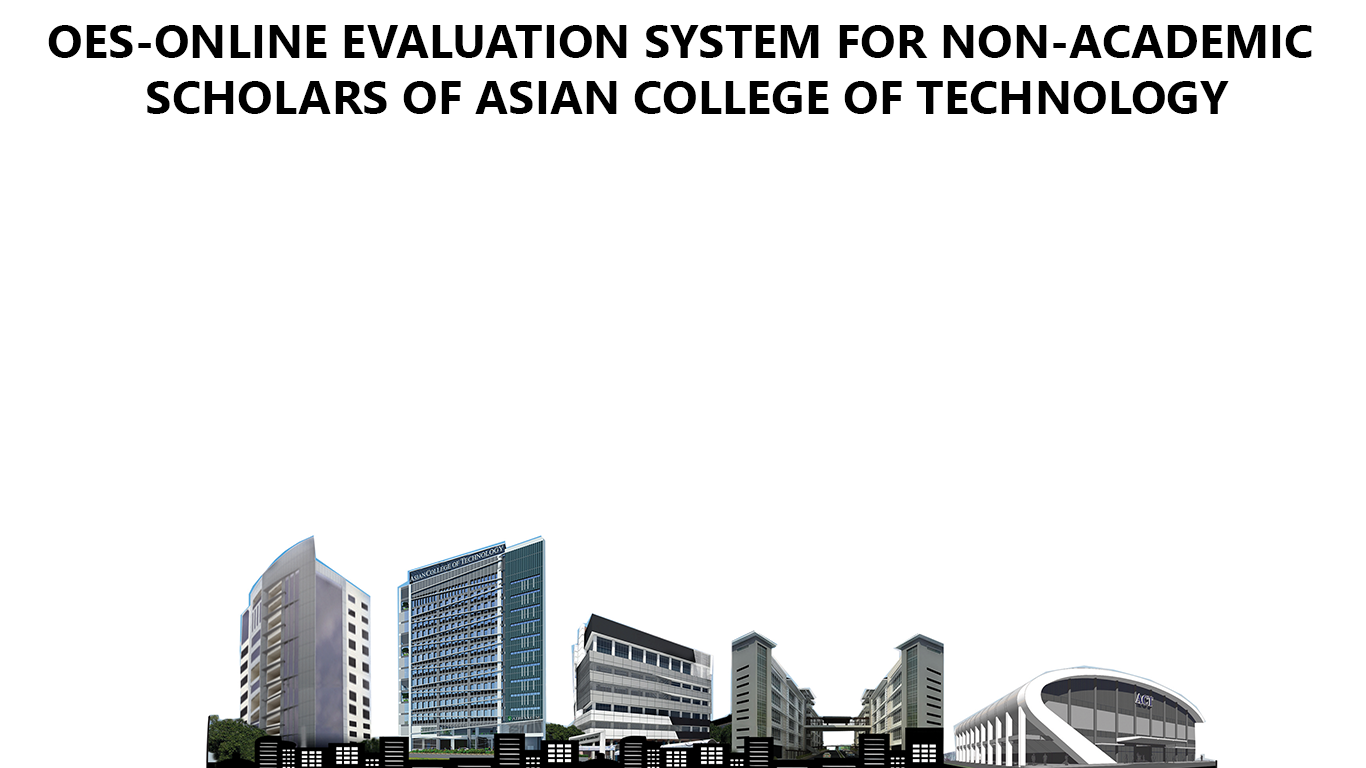 OES-ONLINE EVALUATION SYSTEM FOR NON-ACADEMIC
SCHOLARS OF ASIAN COLLEGE OF TECHNOLOGY
ASIAN COLLEGE OF TECHNOLOGY
ACT